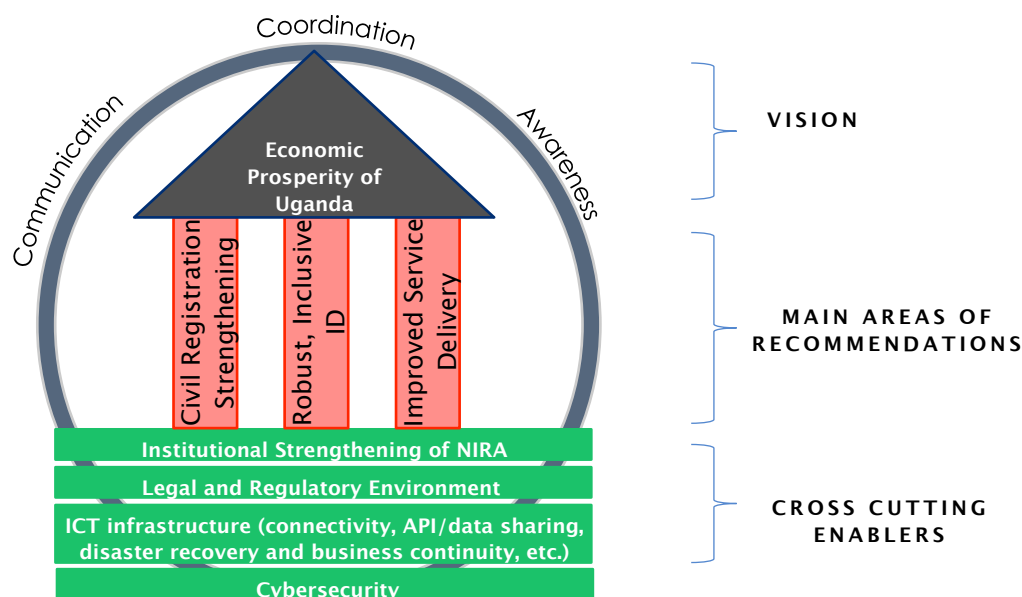 Coordination
Communication
Awareness
Economic
Prosperity of
Uganda
VISION
Civil Registration
Strengthening
Robust, Inclusive
ID
Improved Service
Delivery
MAIN AREAS OF
RECOMMENDATIONS
Institutional Strengthening of NIRA
Legal and Regulatory Environment
ICT infrastructure (connectivity, API/data sharing,
disaster recovery and business continuity, etc.)
Cybersecurity
CROSS CUTTING
ENABLERS